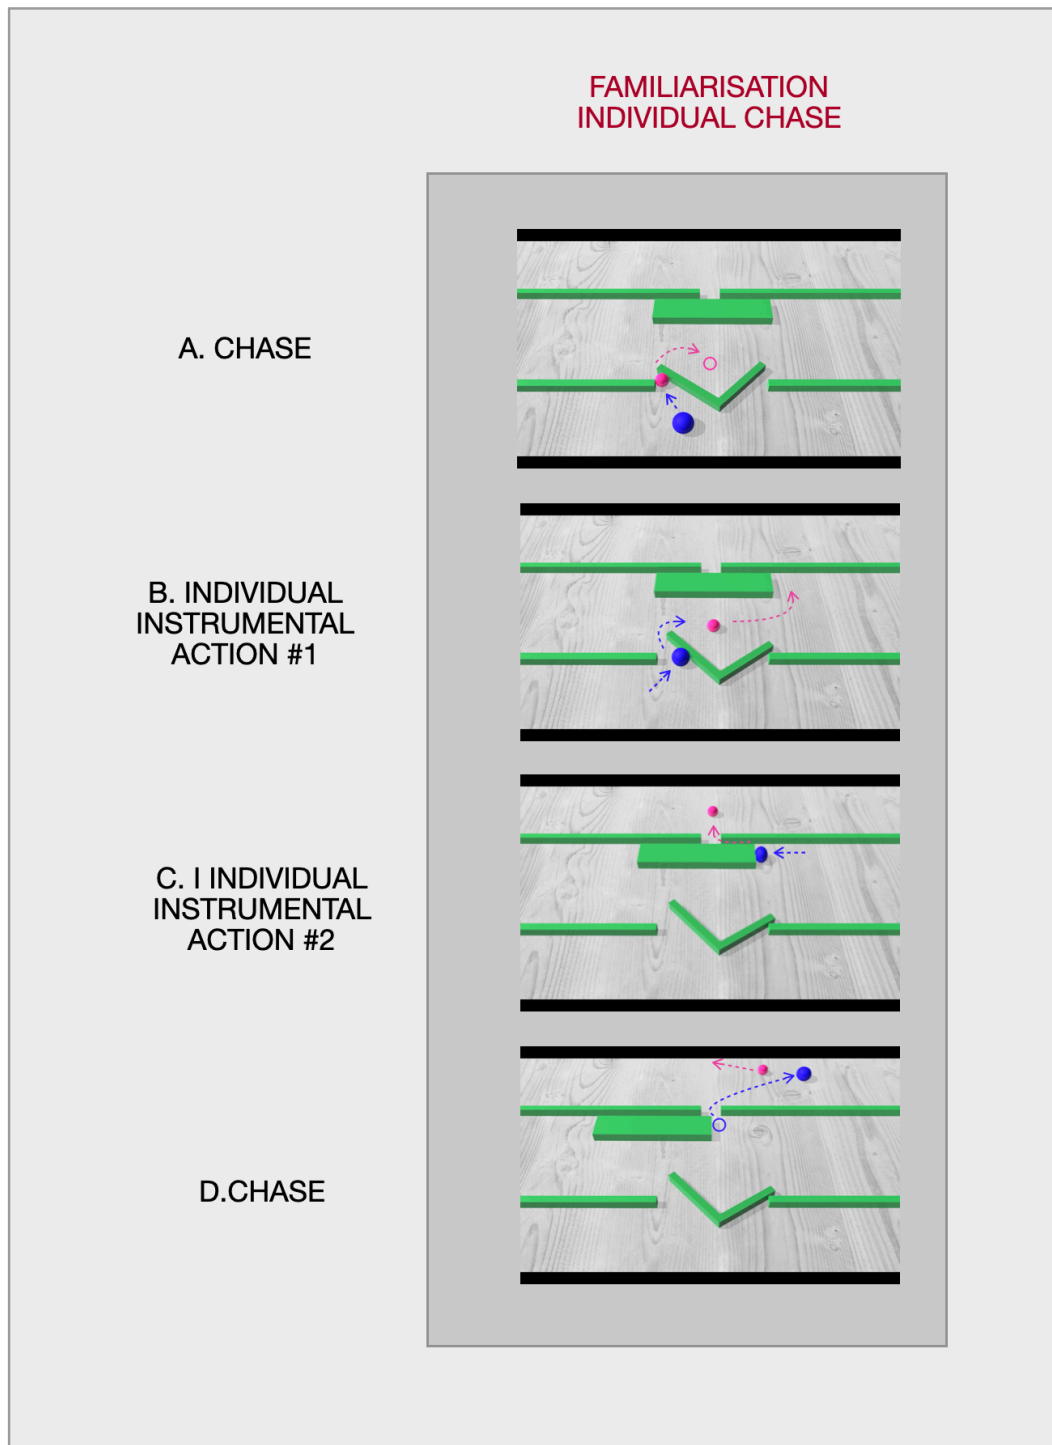 FAMILIARISATION
INDIVIDUAL CHASE
A. CHASE
B. INDIVIDUAL
INSTRUMENTAL
ACTION #1
C. I INDIVIDUAL
INSTRUMENTAL
ACTION #2
D.CHASE